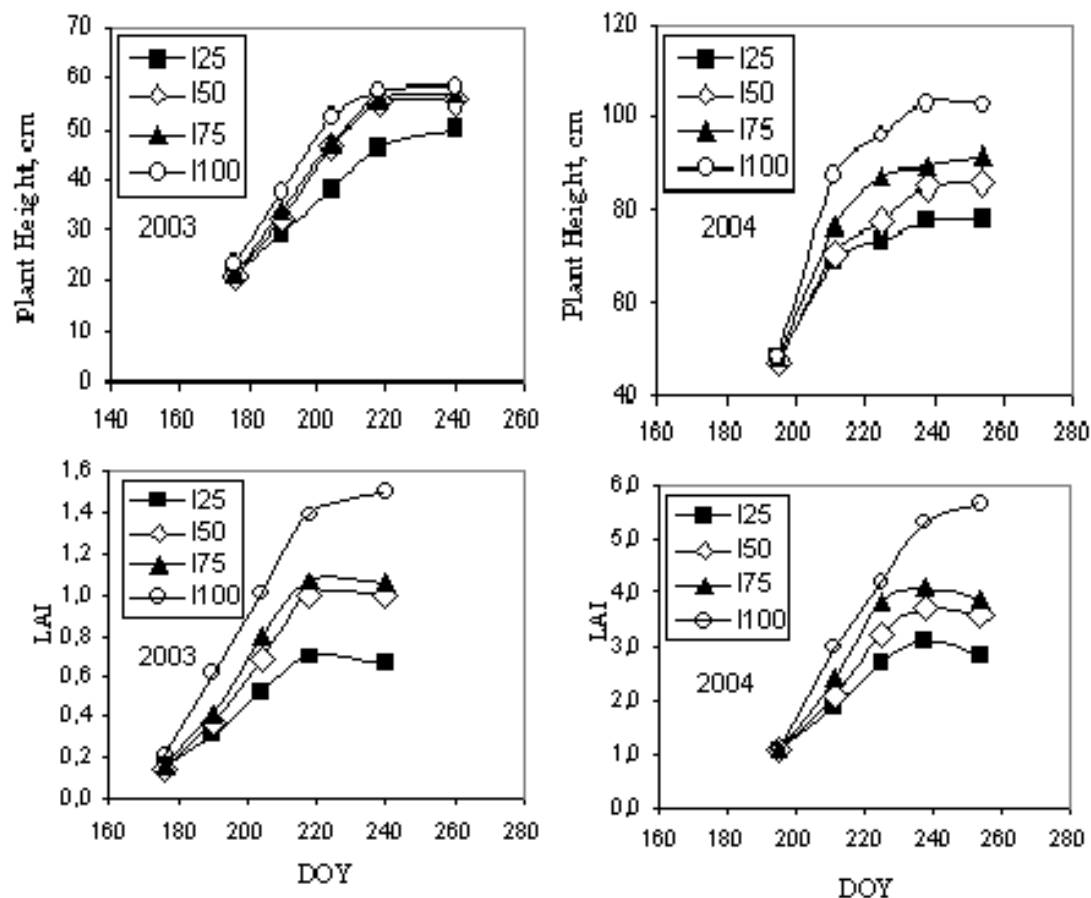 70
60
50
40
30
20
10
0
Plant Height, cm
I25
I50
I75
I100
2003
140 160 180 200 220 240 260
120
100
80
60
40
Plant Height, cm
I25
I50
I75
I100
2004
160 180 200 220 240 260 280
1,6
1,4
1,2
1,0
0,8
0,6
0,4
0,2
0,0
LAI
I25
I50
I75
I100
2003
160 180 200 220 240 260 280
DOY
6,0
5,0
4,0
3,0
2,0
1,0
0,0
LAI
I25
I50
I75
I100
2004
160 180 200 220 240 260 280
DOY